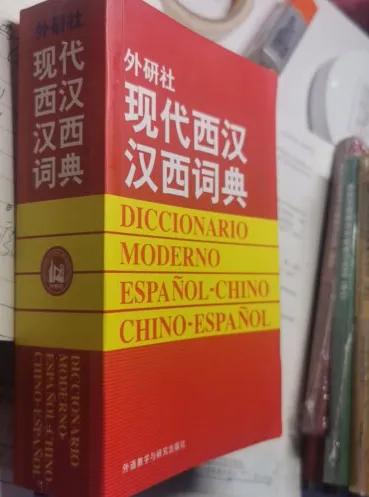 外研社
现代
西汉
汉西
词典
DICCIONARIO
MODERNO
ESPAÑOL-CHINO
CHINO-ESPAÑOL
外研社
现代西汉
汉西词典
DICCIONARIO
MODERNO
ESPAÑOL-CHINO
CHINO-ESPAÑOL
外语教学与研究出版社